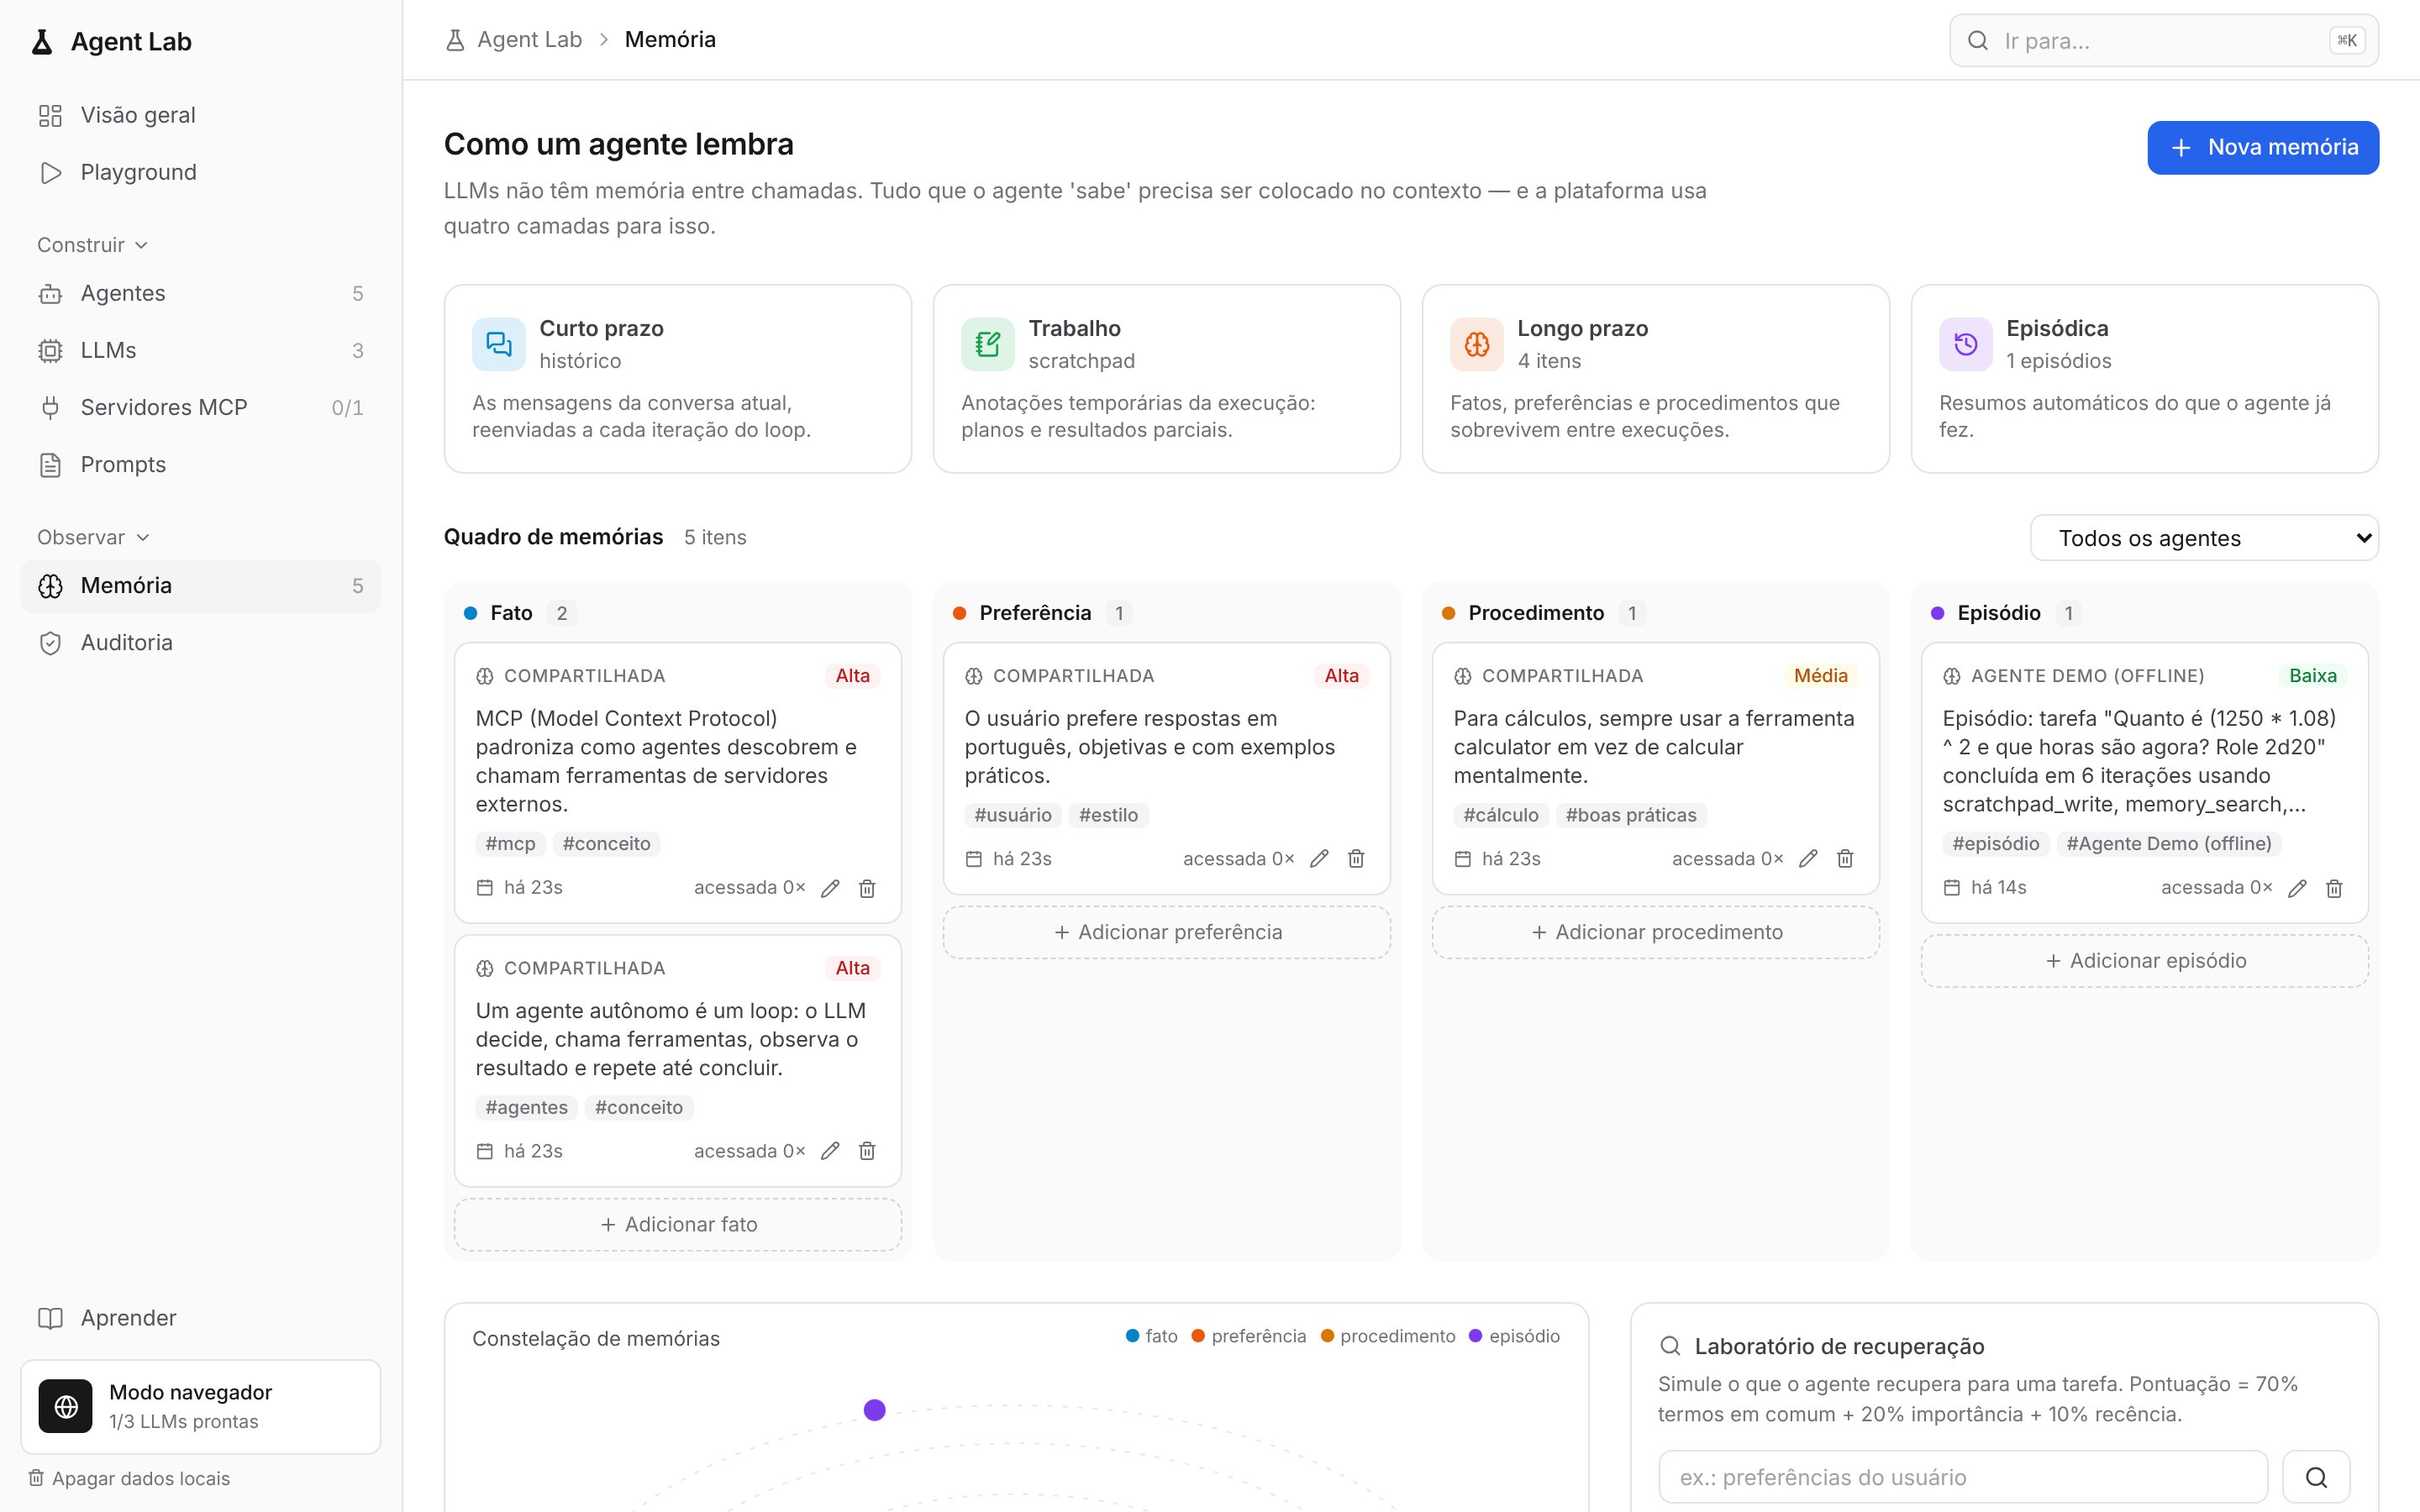 Agent Lab
Visão geral
Playground
Construir
Agentes 5
LLMs 3
Servidores MCP 0/1
Prompts
Observar
Memória 5
Auditoria
Aprender
Modo navegador
1/3 LLMs prontas
Apagar dados locais
Agent Lab > Memória
Ir para... ⌘K
Como um agente lembra
Nova memória
LLMs não têm memória entre chamadas. Tudo que o agente 'sabe' precisa ser colocado no contexto — e a plataforma usa
quatro camadas para isso.
Curto prazo
histórico
As mensagens da conversa atual,
reenviadas a cada iteração do loop.
Trabalho
scratchpad
Anotações temporárias da execução:
planos e resultados parciais.
Longo prazo
4 itens
Fatos, preferências e procedimentos que
sobrevivem entre execuções.
Episódica
1 episódios
Resumos automáticos do que o agente já
fez.
Quadro de memórias 5 itens
Todos os agentes
Fato 2
COMPARTILHADA Alta
MCP (Model Context Protocol)
padroniza como agentes descobrem e
chamam ferramentas de servidores
externos.
#mcp #conceito
há 23s acessada 0×
COMPARTILHADA Alta
Um agente autônomo é um loop: o LLM
decide, chama ferramentas, observa o
resultado e repete até concluir.
#agentes #conceito
há 23s acessada 0×
+ Adicionar fato
Preferência 1
COMPARTILHADA Alta
O usuário prefere respostas em
português, objetivas e com exemplos
práticos.
#usuário #estilo
há 23s acessada 0×
+ Adicionar preferência
Procedimento 1
COMPARTILHADA Média
Para cálculos, sempre usar a ferramenta
calculator em vez de calcular
mentalmente.
#cálculo #boas práticas
há 23s acessada 0×
+ Adicionar procedimento
Episódio 1
AGENTE DEMO (OFFLINE) Baixa
Episódio: tarefa "Quanto é (1250 * 1.08)
^ 2 e que horas são agora? Role 2d20"
concluída em 6 iterações usando
scratchpad_write, memory_search,...
#episódio #Agente Demo (offline)
há 14s acessada 0×
+ Adicionar episódio
Constelação de memórias
fato preferência procedimento episódio
Laboratório de recuperação
Simule o que o agente recupera para uma tarefa. Pontuação = 70%
termos em comum + 20% importância + 10% recência.
ex.: preferências do usuário